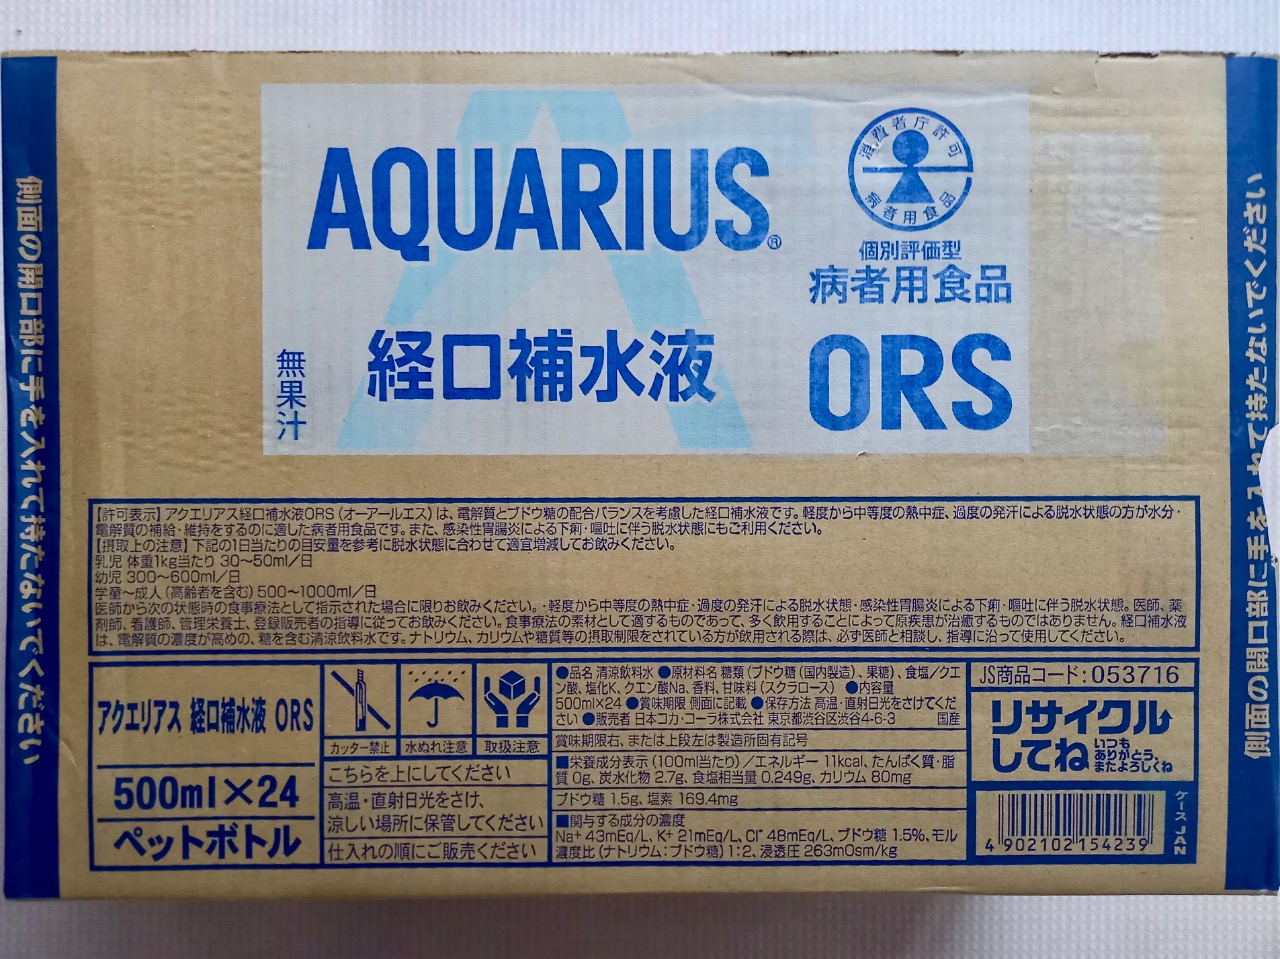 AQUARIUS®
経口補水液
無果汁
消費者庁許可
病者用食品
個別評価型
病者用食品
ORS
側面の開口部に手を入れて持たないでください
側面の開口部に手を入れて持たないでください
【許可表示】アクエリアス経口補水液ORS(オーアールエス)は、電解質とブドウ糖の配合バランスを考慮した経口補水液です。軽度から中等度の熱中症、過度の発汗による脱水状態の方が水分・
電解質の補給・維持をするのに適した病者用食品です。また、感染性胃腸炎による下痢・嘔吐に伴う脱水状態にもご利用ください。
【摂取上の注意】下記の1日当たりの目安量を参考に脱水状態に合わせて適宜増減してお飲みください。
乳児 体重1kg当たり 30~50ml/日
幼児 300~600ml/日
学童~成人(高齢者を含む) 500~1000ml/日
医師から次の状態時の食事療法として指示された場合に限りお飲みください。・軽度から中等度の熱中症・過度の発汗による脱水状態・感染性胃腸炎による下痢・嘔吐に伴う脱水状態。医師、薬
剤師、看護師、管理栄養士、登録販売者の指導に従ってお飲みください。食事療法の素材として適するものであって、多く飲用することによって原疾患が治癒するものではありません。経口補水液
は、電解質の濃度が高めの、糖を含む清涼飲料水です。ナトリウム、カリウムや糖質等の摂取制限をされている方が飲用される際は、必ず医師と相談し、指導に沿って使用してください。
アクエリアス 経口補水液 ORS
500ml×24
ペットボトル
カッター禁止
水ぬれ注意
取扱注意
こちらを上にしてください
高温・直射日光をさけ、
涼しい場所に保管してください
仕入れの順にご販売ください
●品名 清涼飲料水 ●原材料名 糖類(ブドウ糖(国内製造)、果糖)、食塩/クエ
ン酸、塩化K、クエン酸Na、香料、甘味料(スクラロース) ●内容量
500ml×24 ●賞味期限 側面に記載 ●保存方法 高温・直射日光をさけてくだ
さい ●販売者 日本コカ・コーラ株式会社 東京都渋谷区渋谷4-6-3 国産
賞味期限右、または上段左は製造所固有記号
■栄養成分表示(100ml当たり)/エネルギー 11kcal、たんぱく質・脂
質 0g、炭水化物 2.7g、食塩相当量 0.249g、カリウム 80mg
ブドウ糖 1.5g、塩素 169.4mg
■関与する成分の濃度
Na⁺ 43mEq/L、K⁺ 21mEq/L、Cl⁻ 48mEq/L、ブドウ糖 1.5%、モル
濃度比(ナトリウム:ブドウ糖) 1:2、浸透圧 263mOsm/kg
JS商品コード:053716
リサイクル
してね
いつも
ありがとう、
またよろしくね
ケースJAN
4 902102 154239